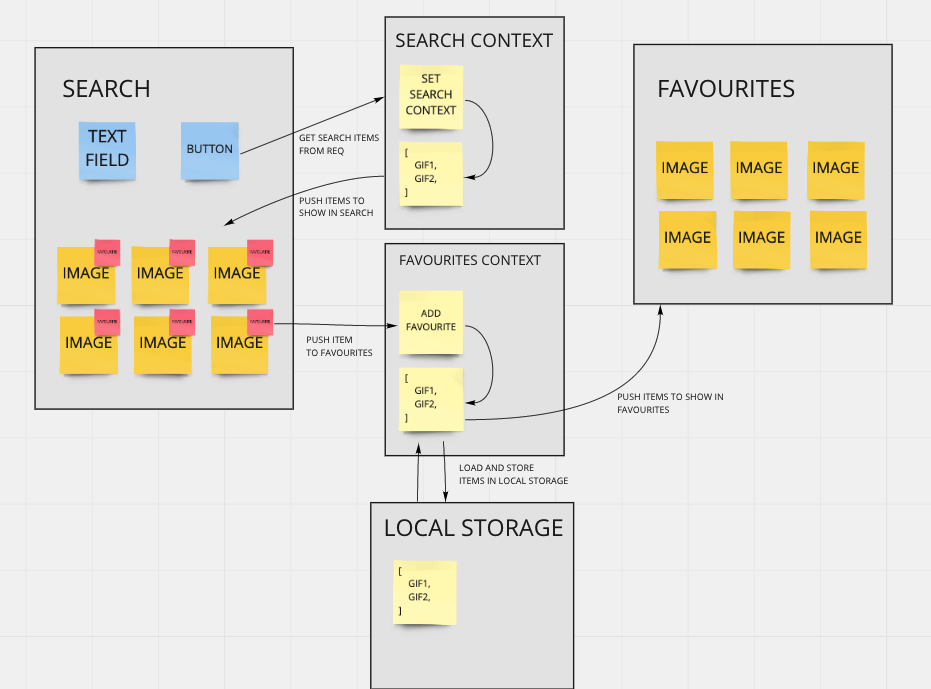 SEARCH
TEXT
FIELD
BUTTON
IMAGE
FAVOURITE
IMAGE
FAVOURITE
IMAGE
FAVOURITE
IMAGE
FAVOURITE
IMAGE
FAVOURITE
IMAGE
FAVOURITE
GET SEARCH ITEMS
FROM REQ
PUSH ITEMS TO
SHOW IN SEARCH
SEARCH CONTEXT
SET
SEARCH
CONTEXT
[
GIF1,
GIF2,
]
PUSH ITEM
TO FAVOURITES
FAVOURITES CONTEXT
ADD
FAVOURITE
[
GIF1,
GIF2,
]
LOAD AND STORE
ITEMS IN LOCAL STORAGE
LOCAL STORAGE
[
GIF1,
GIF2,
]
PUSH ITEMS TO SHOW IN
FAVOURITES
FAVOURITES
IMAGE
IMAGE
IMAGE
IMAGE
IMAGE
IMAGE